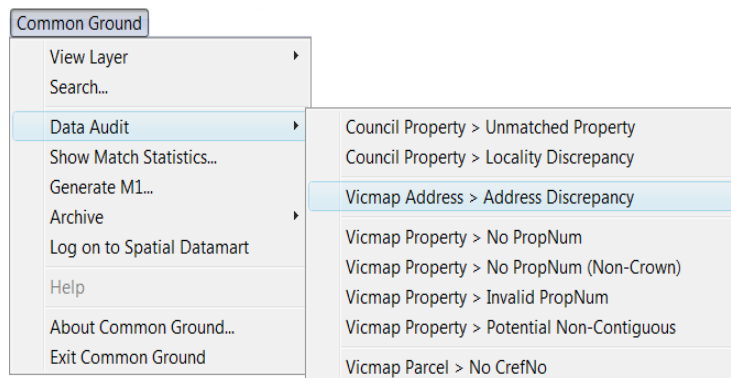 Common Ground
View Layer
Search...
Data Audit
Show Match Statistics...
Generate M1...
Archive
Log on to Spatial Datamart
Help
About Common Ground...
Exit Common Ground
Council Property > Unmatched Property
Council Property > Locality Discrepancy
Vicmap Address > Address Discrepancy
Vicmap Property > No PropNum
Vicmap Property > No PropNum (Non-Crown)
Vicmap Property > Invalid PropNum
Vicmap Property > Potential Non-Contiguous
Vicmap Parcel > No CrefNo